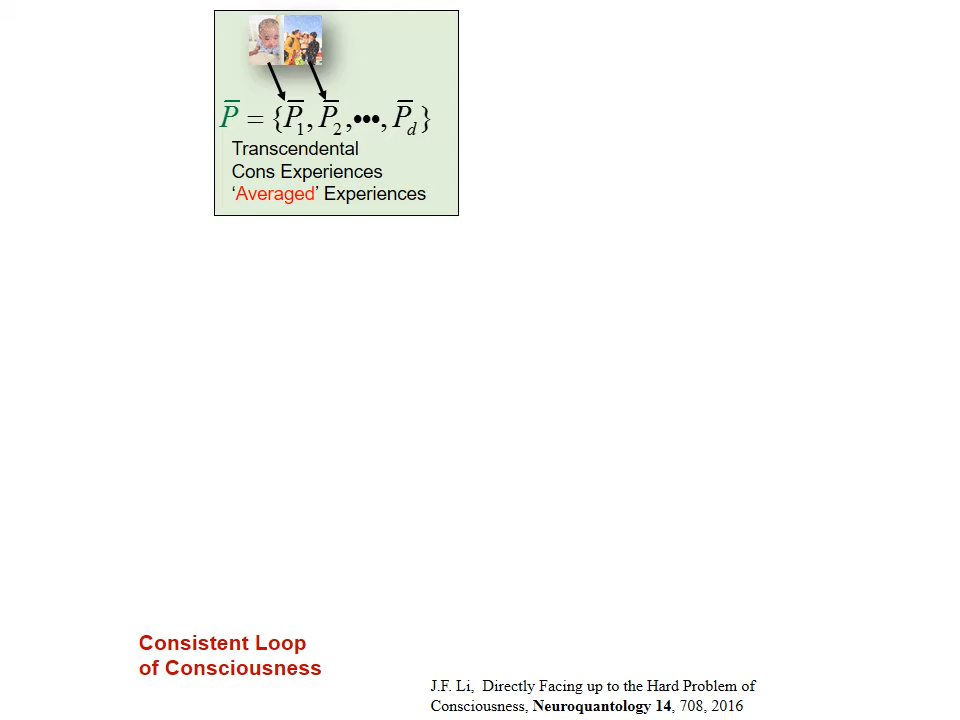 P̅ = {P̅₁, P̅₂,•••, P̅d}
Transcendental
Cons Experiences
‘Averaged’ Experiences
Consistent Loop
of Consciousness
J.F. Li, Directly Facing up to the Hard Problem of
Consciousness, Neuroquantology 14, 708, 2016